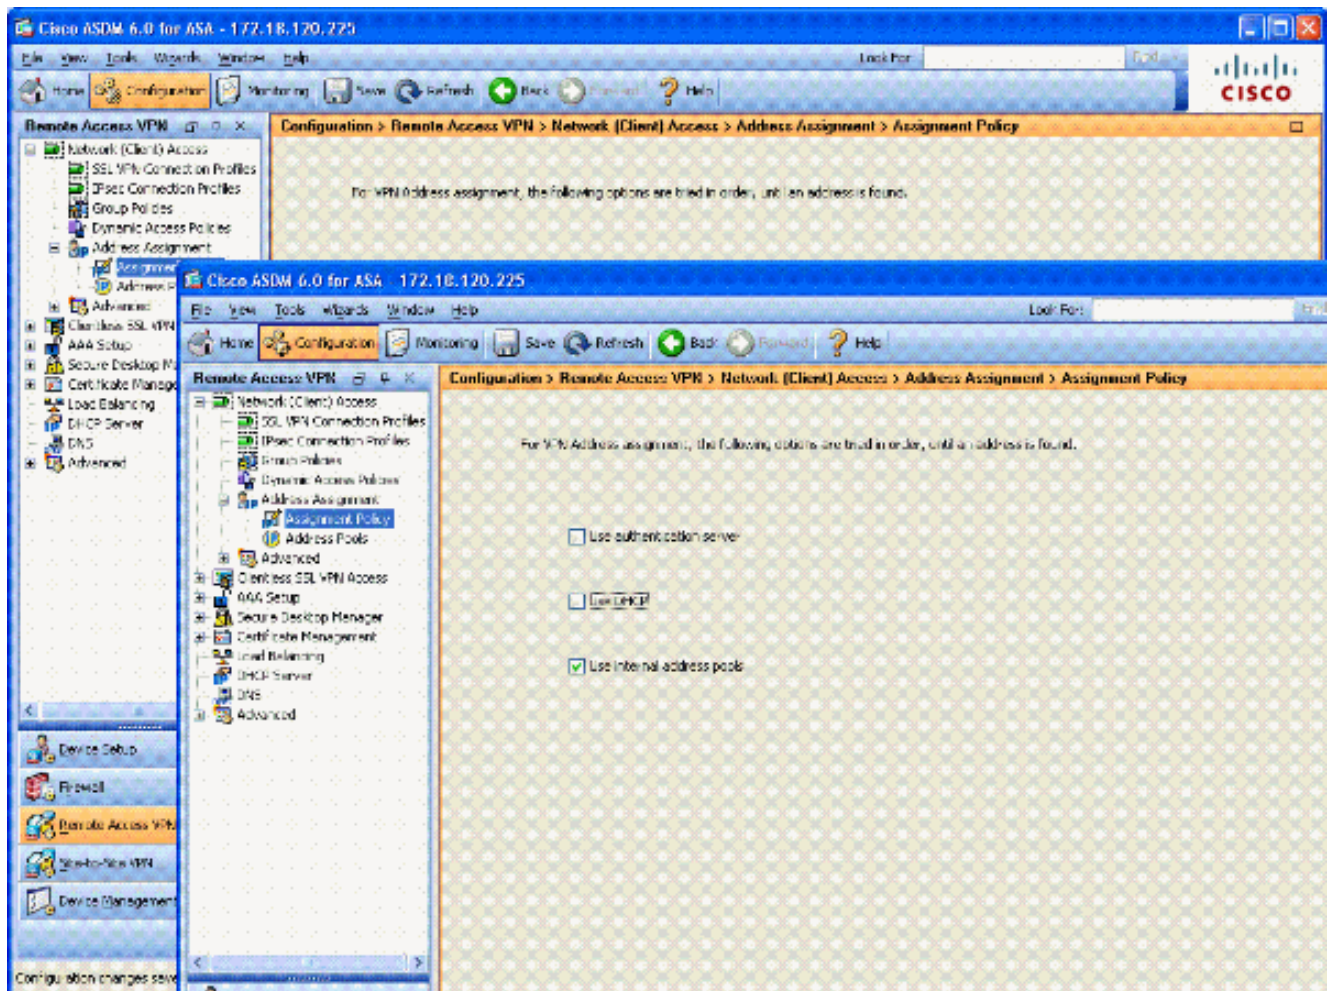 Cisco ASDM 6.0 for ASA - 172.18.120.225
File View Tools Wizards Window Help
Look For:
Home Configuration Monitoring Save Refresh Back Forward Help
CISCO
Remote Access VPN
Configuration > Remote Access VPN > Network (Client) Access > Address Assignment > Assignment Policy
Network (Client) Access
SSL VPN Connection Profiles
IPsec Connection Profiles
Group Policies
Dynamic Access Policies
Address Assignment
Assignmen
Address P
Advanced
Clientless SSL VPN
AAA Setup
Secure Desktop M
Certificate Manage
Load Balancing
DHCP Server
DNS
Advanced
For VPN Address assignment, the following options are tried in order, until an address is found.
Device Setup
Firewall
Remote Access VPN
Site-to-Site VPN
Device Management
Configuration changes save
Cisco ASDM 6.0 for ASA - 172.18.120.225
File View Tools Wizards Window Help
Look For:
Home Configuration Monitoring Save Refresh Back Forward Help
Remote Access VPN
Configuration > Remote Access VPN > Network (Client) Access > Address Assignment > Assignment Policy
Network (Client) Access
SSL VPN Connection Profiles
IPsec Connection Profiles
Group Policies
Dynamic Access Policies
Address Assignment
Assignment Policy
Address Pools
Advanced
Clientless SSL VPN Access
AAA Setup
Secure Desktop Manager
Certificate Management
Load Balancing
DHCP Server
DNS
Advanced
For VPN Address assignment, the following options are tried in order, until an address is found.
Use authentication server
Use DHCP
Use internal address pools